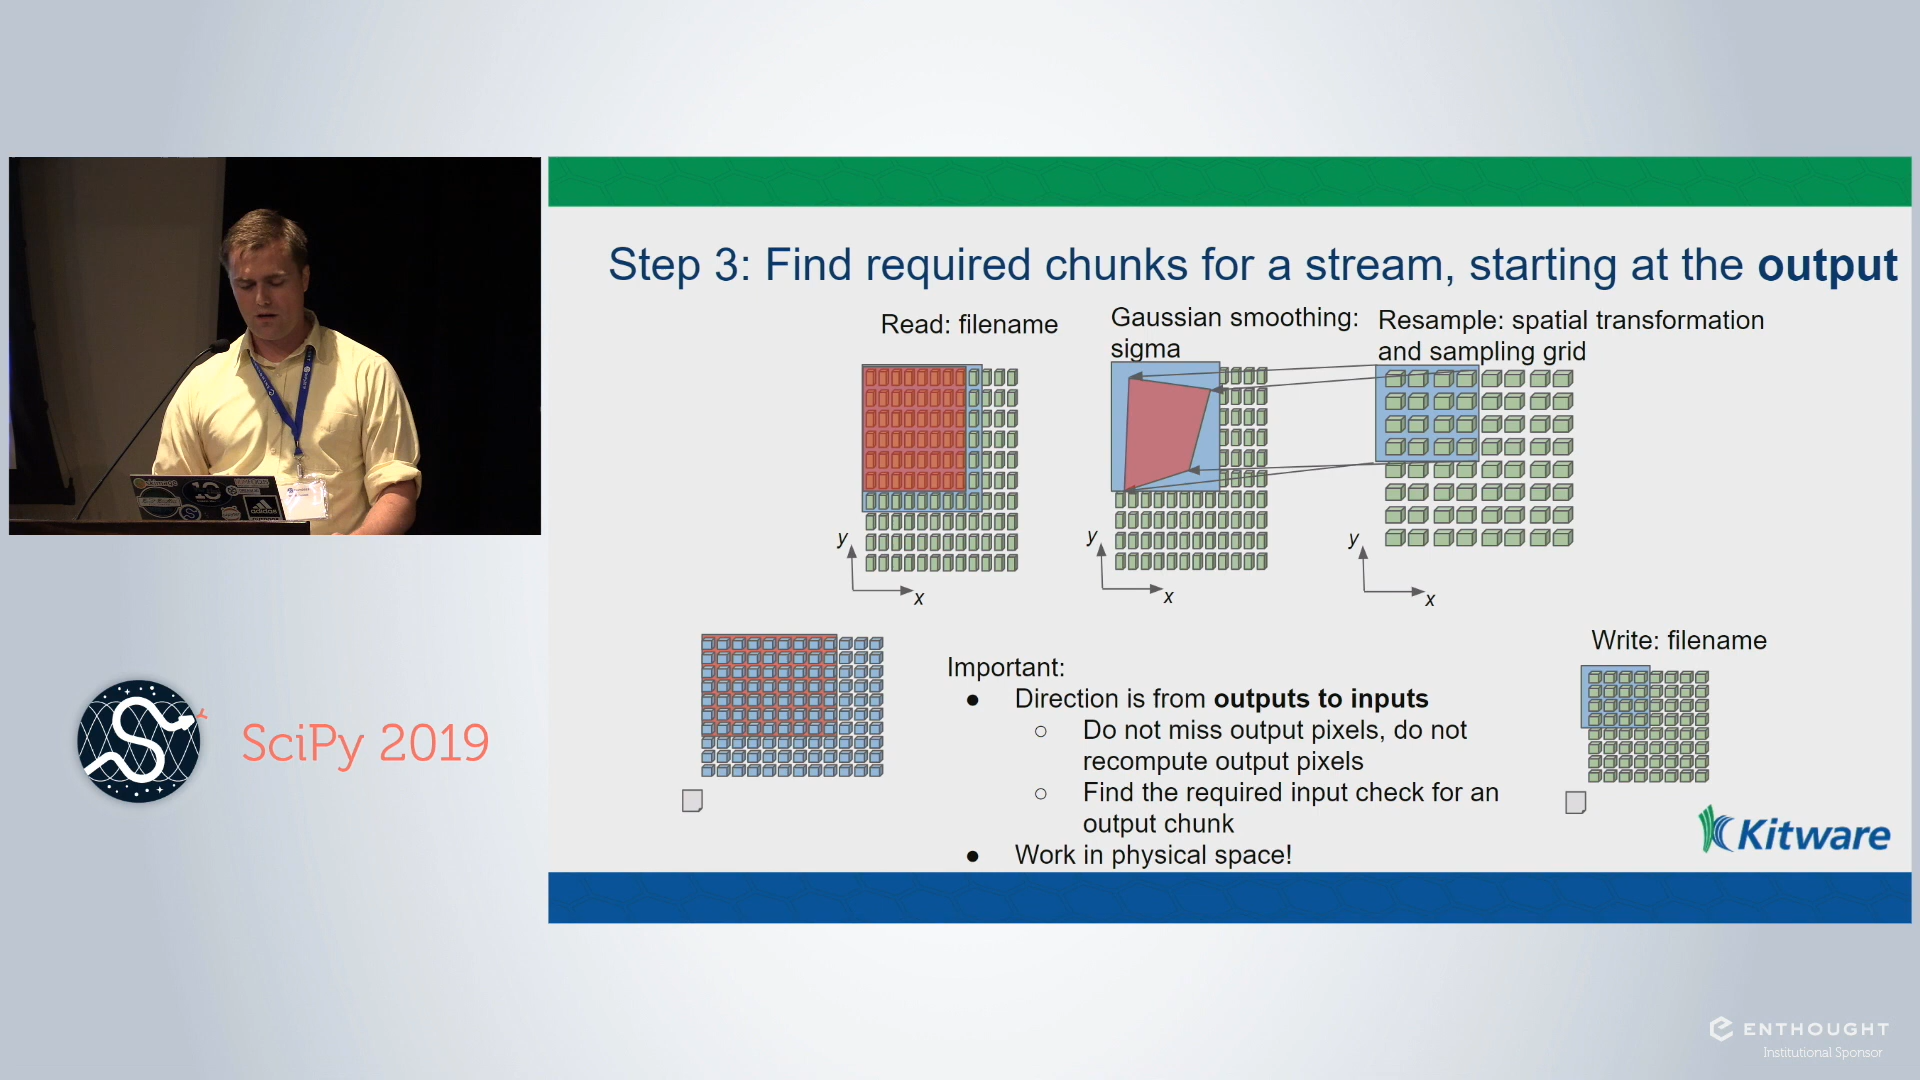 Step 3: Find required chunks for a stream, starting at the output
Read: filename
Gaussian smoothing:
sigma
Resample: spatial transformation
and sampling grid
y
x
y
x
y
x
Write: filename
Important:
● Direction is from outputs to inputs
○ Do not miss output pixels, do not
recompute output pixels
○ Find the required input check for an
output chunk
● Work in physical space!
Kitware
10
adidas
SciPy 2019
ENTHOUGHT
Institutional Sponsor